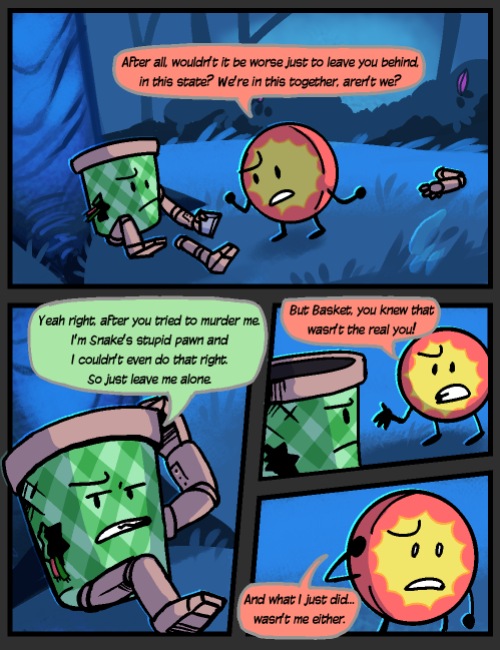 After all, wouldn't it be worse just to leave you behind,
in this state? We're in this together, aren't we?
Yeah right, after you tried to murder me.
I'm Snake's stupid pawn and
I couldn't even do that right.
So just leave me alone.
But Basket, you knew that
wasn't the real you!
And what I just did...
wasn't me either.